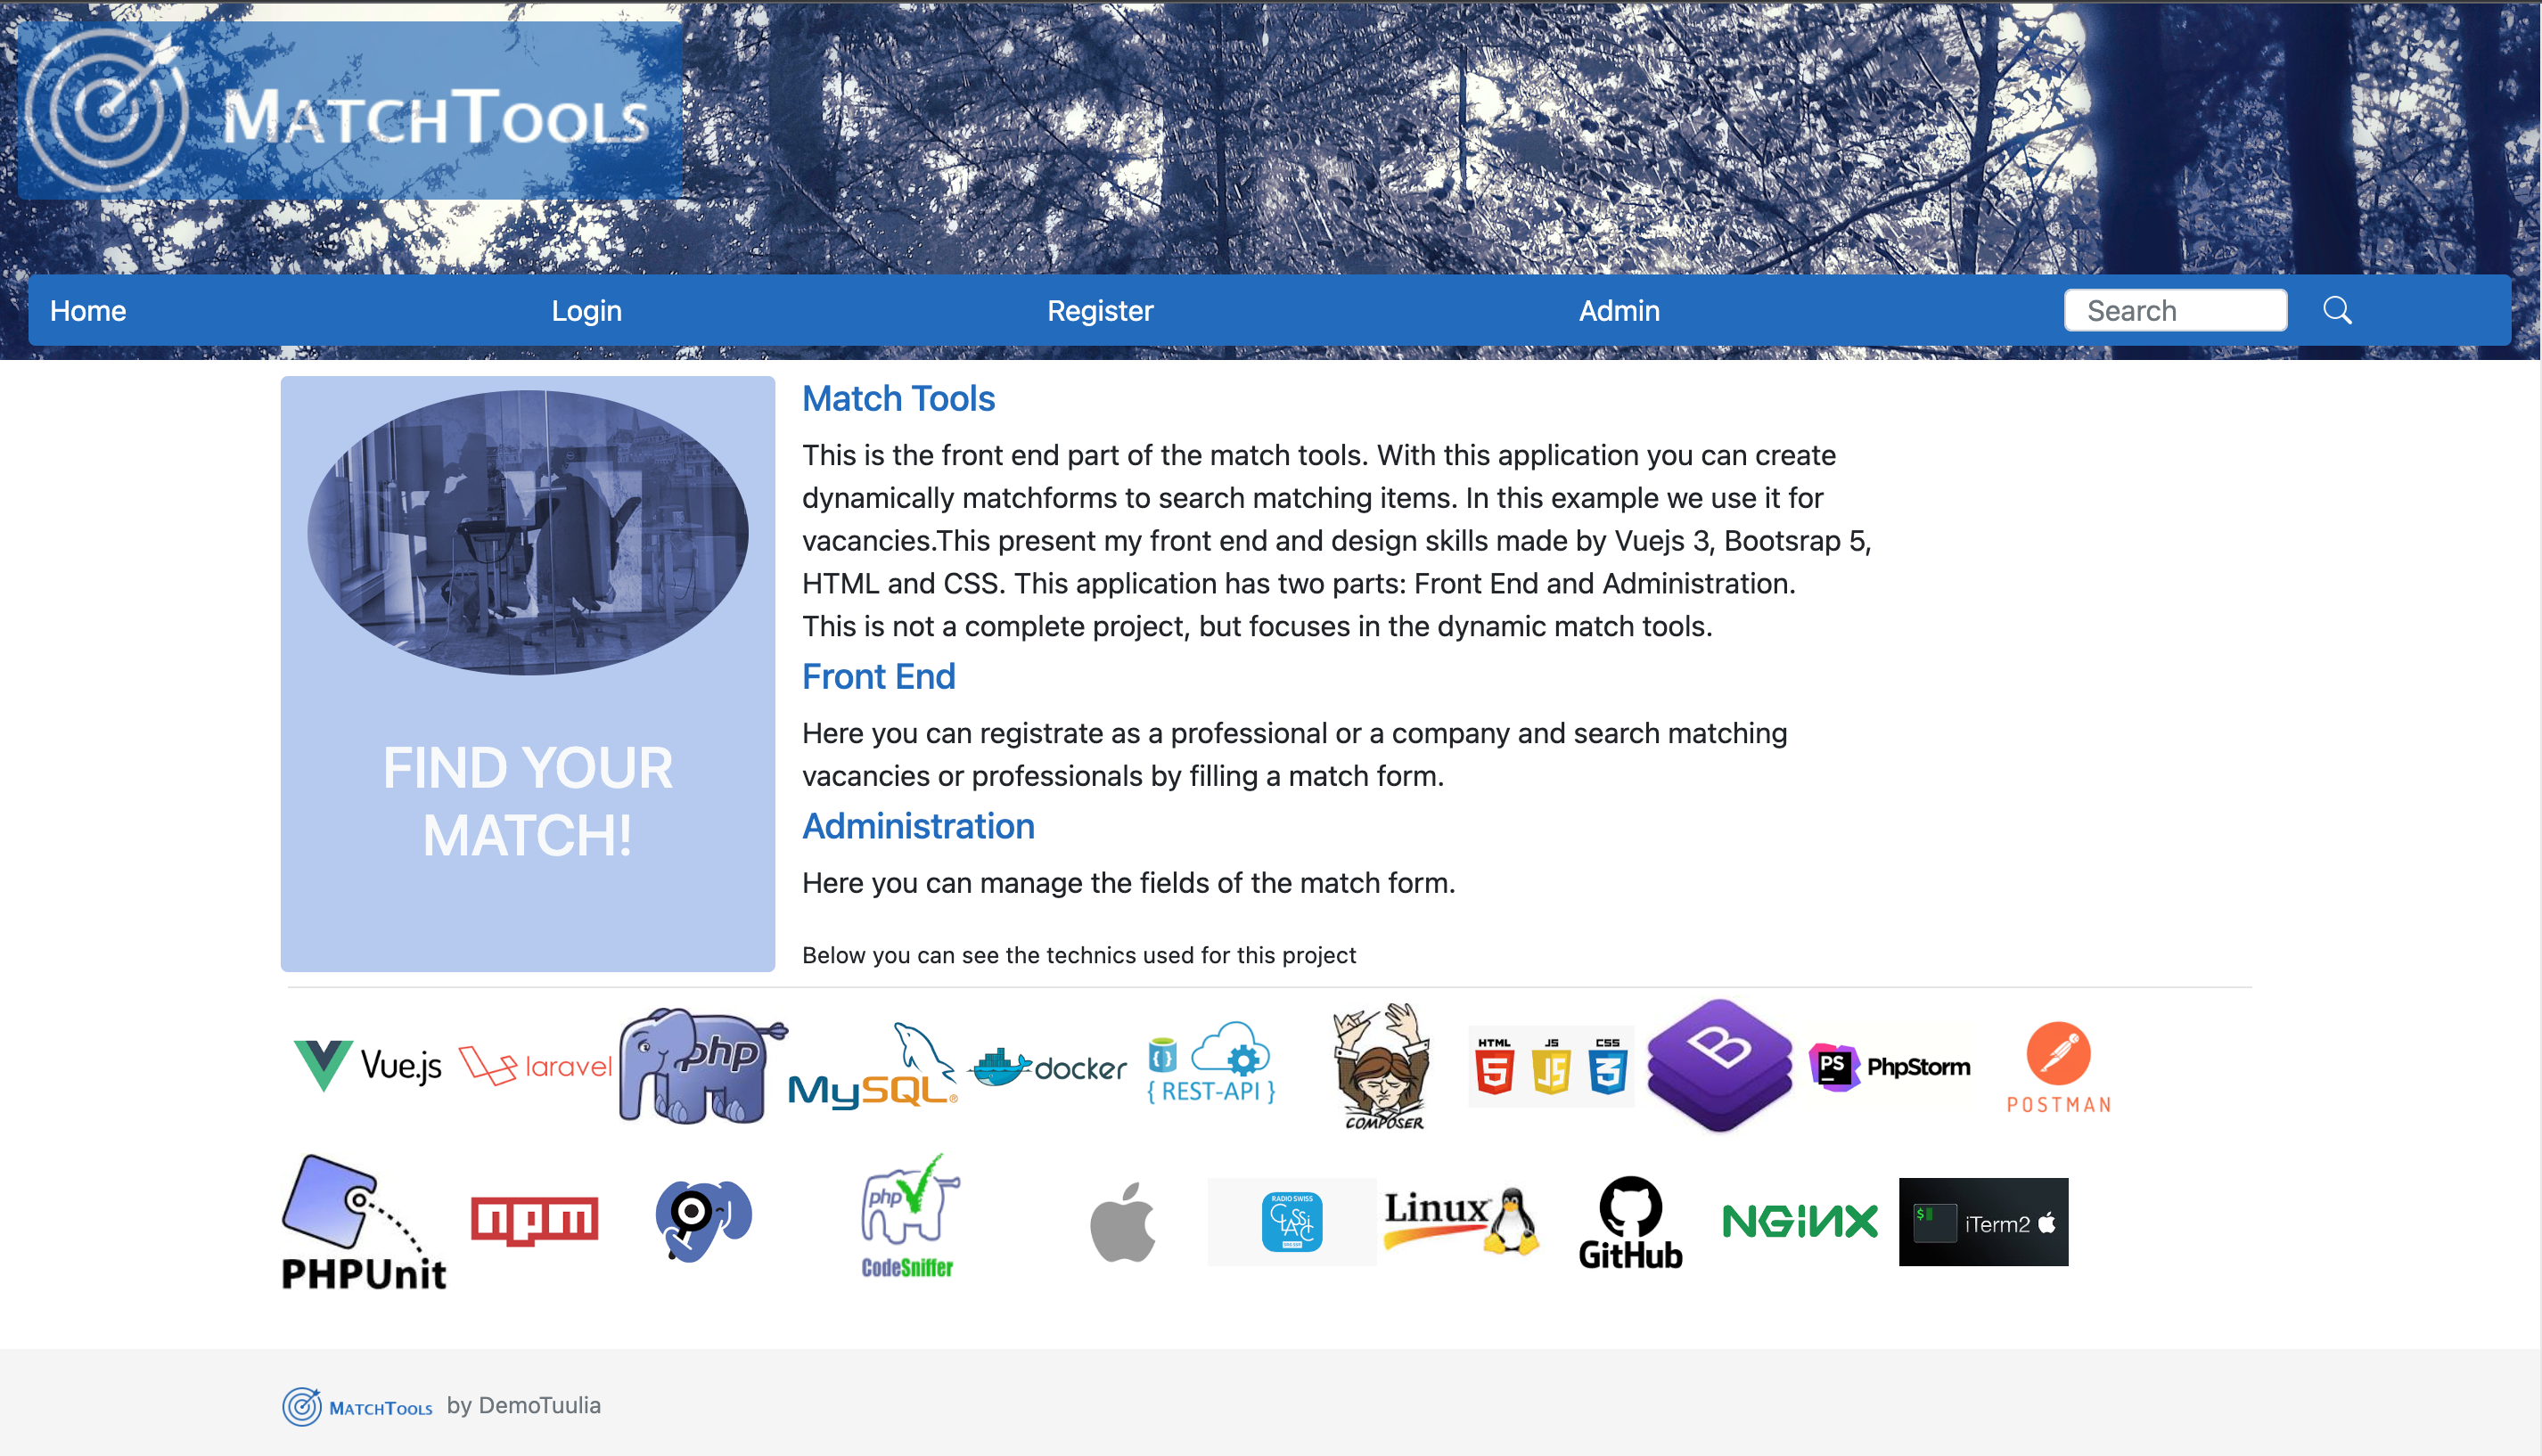 MATCHTOOLS
Home Login Register Admin Search
Match Tools
This is the front end part of the match tools. With this application you can create
dynamically matchforms to search matching items. In this example we use it for
vacancies.This present my front end and design skills made by Vuejs 3, Bootsrap 5,
HTML and CSS. This application has two parts: Front End and Administration.
This is not a complete project, but focuses in the dynamic match tools.
Front End
Here you can registrate as a professional or a company and search matching
vacancies or professionals by filling a match form.
Administration
Here you can manage the fields of the match form.
Below you can see the technics used for this project
FIND YOUR
MATCH!
Vue.js
laravel
php
MySQL®
docker
{ REST-API }
COMPOSER
HTML JS CSS
5 JS 3
B
PS PhpStorm
POSTMAN
PHPUnit
npm
php
CodeSniffer
RADIO SWISS
CLASSIC
Linux
GitHub
NGINX
$ iTerm2
MATCHTOOLS by DemoTuulia